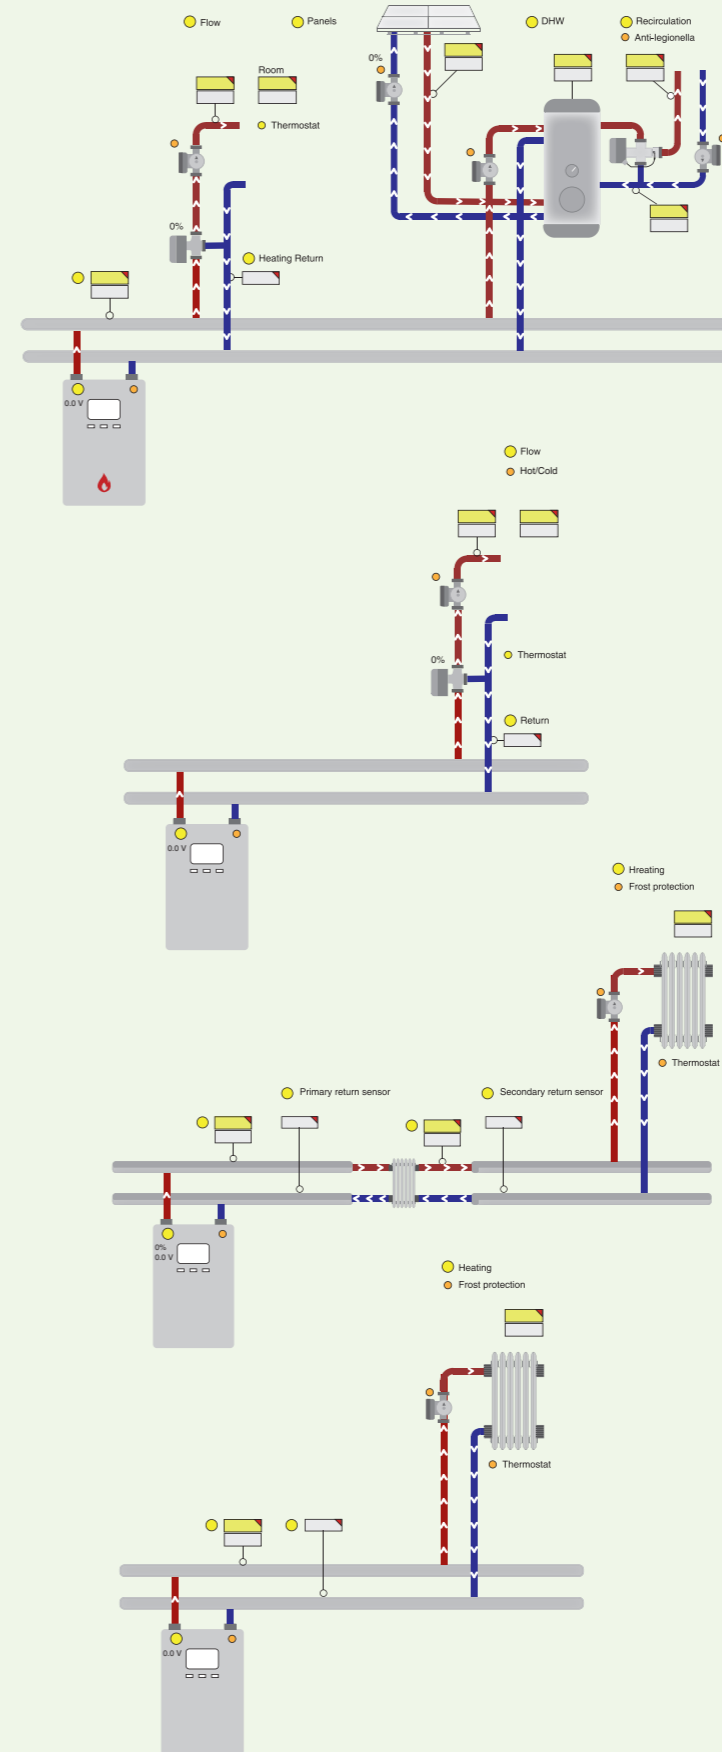 Flow
Panels
DHW
Recirculation
Anti-legionella
0%
Room
Thermostat
0%
Heating Return
0.0 V
Flow
Hot/Cold
Thermostat
0%
Return
0.0 V
Hreating
Frost protection
Thermostat
Primary return sensor
Secondary return sensor
0%
0.0 V
Heating
Frost protection
Thermostat
0.0 V